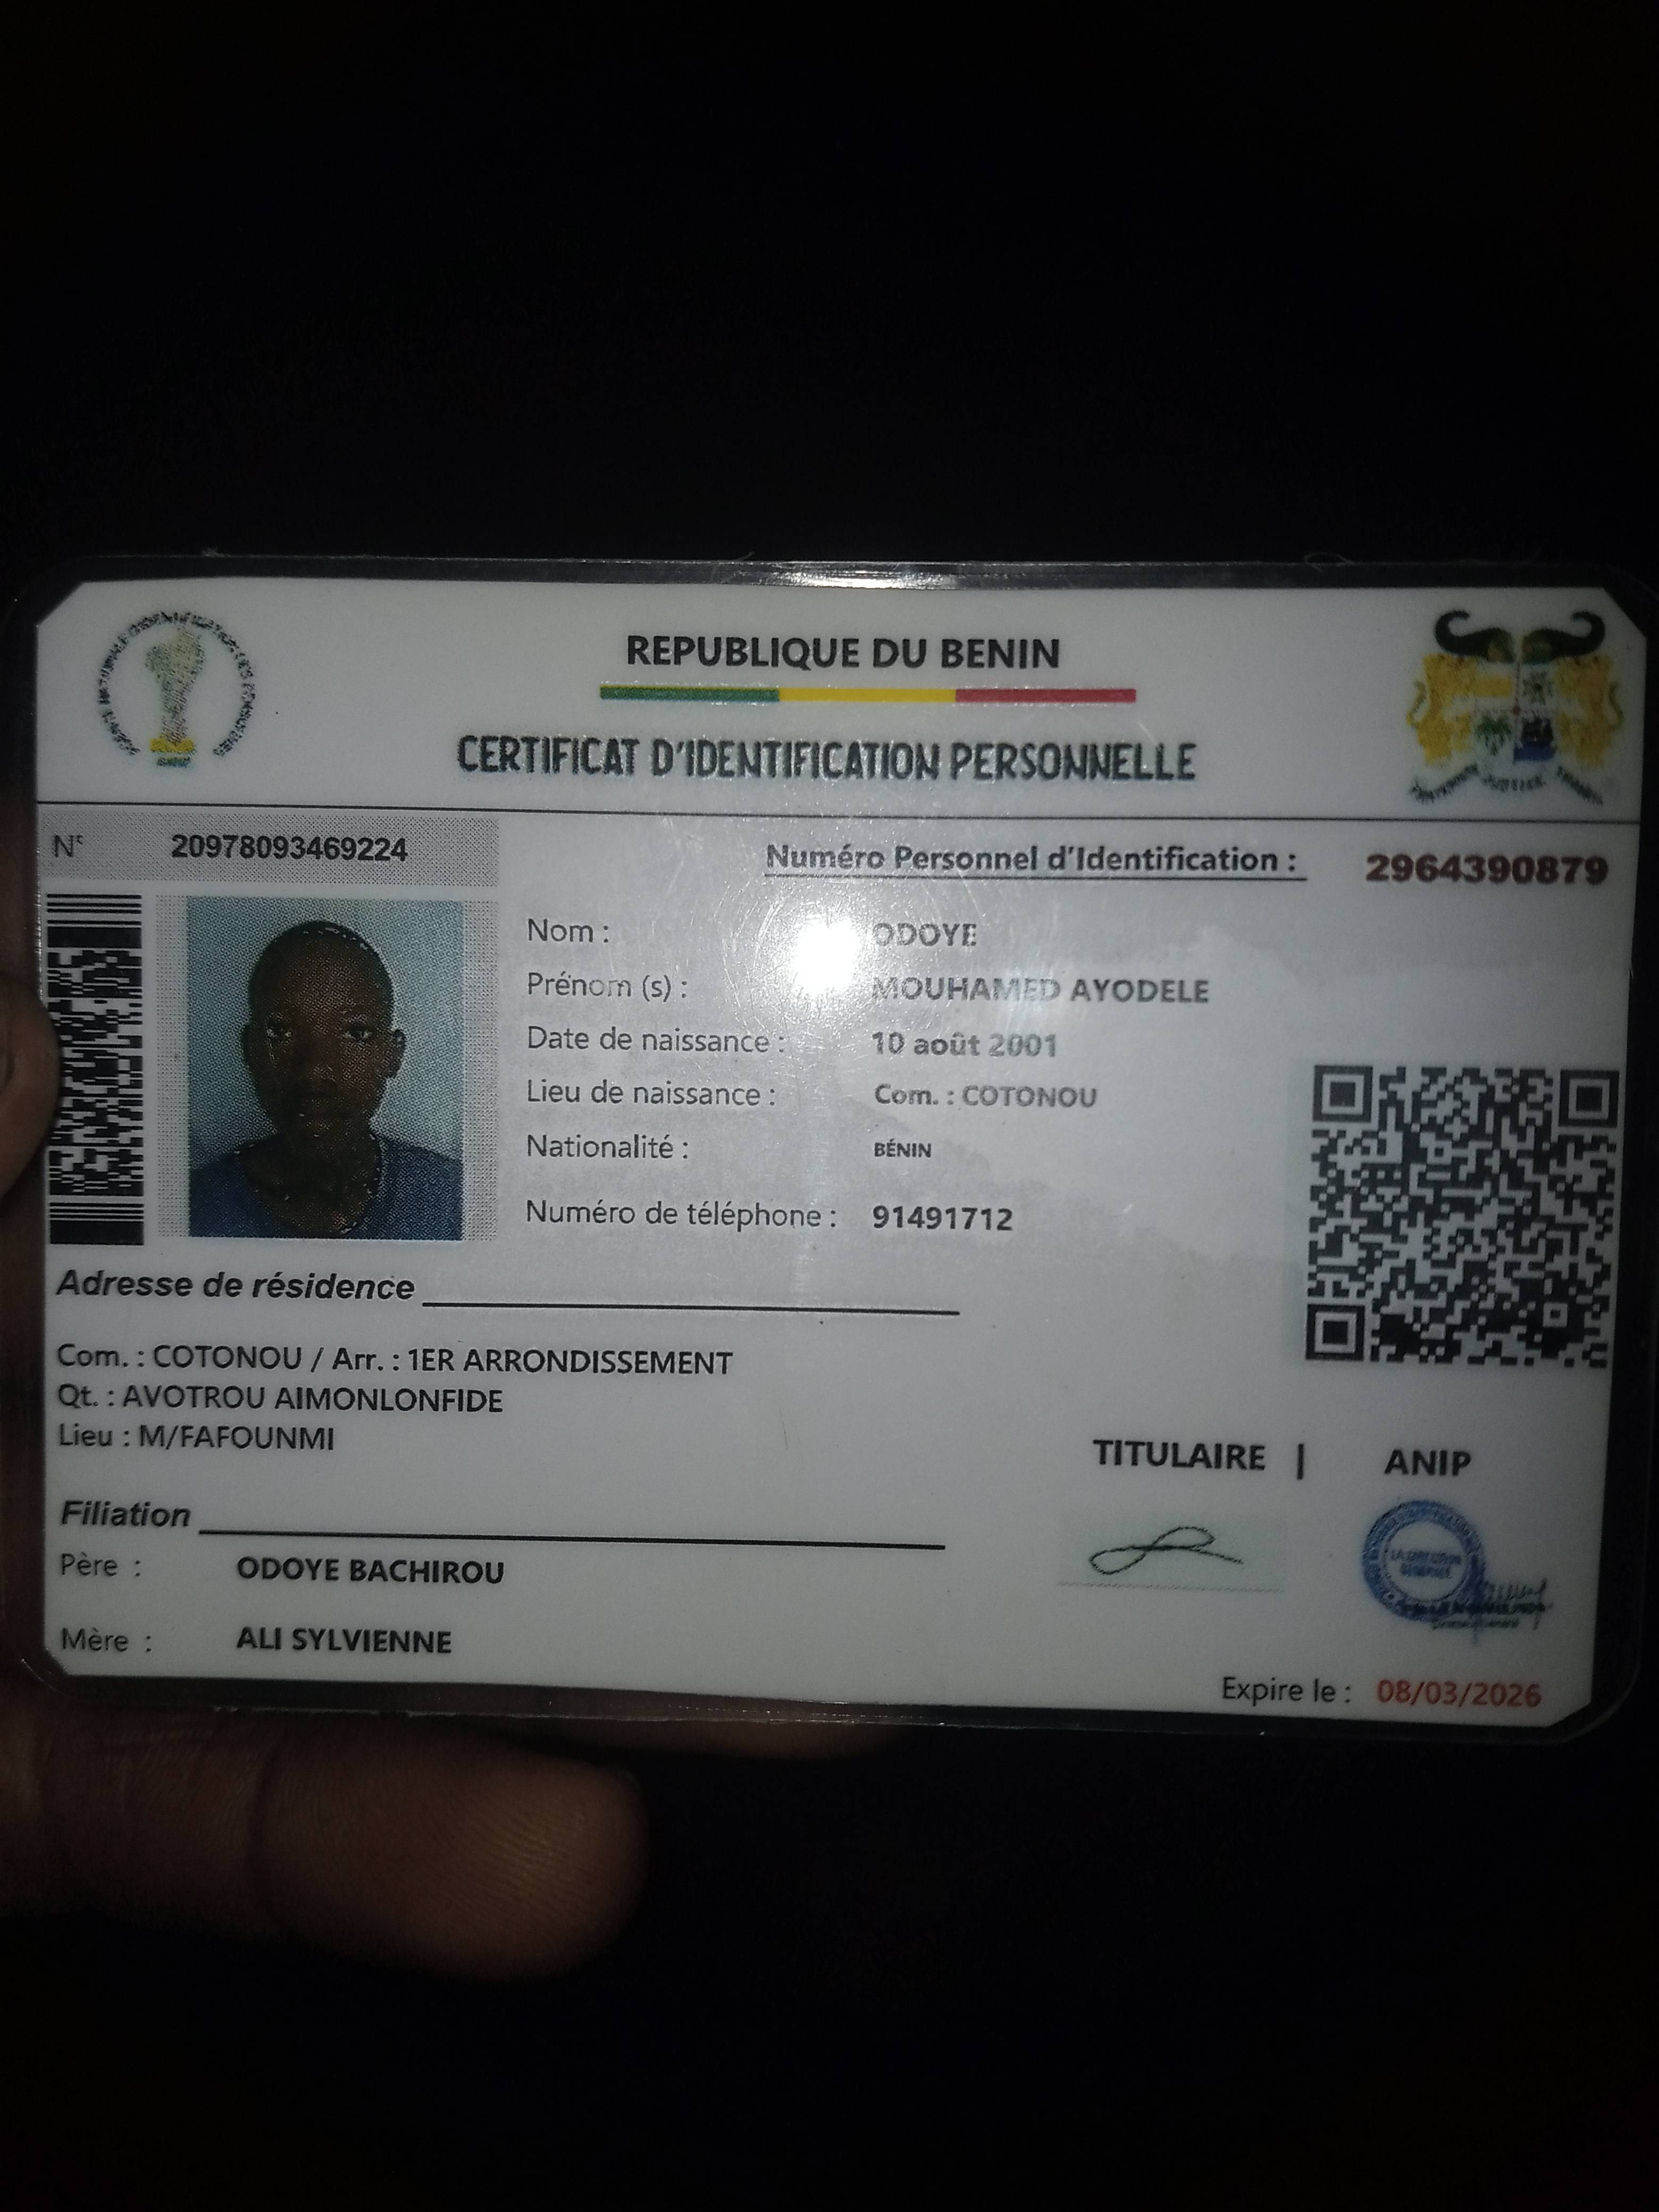 REPUBLIQUE DU BENIN
CERTIFICAT D'IDENTIFICATION PERSONNELLE
N° 20978093469224
Numéro Personnel d'Identification : 2964390879
Nom : ODOYE
Prénom (s) : MOUHAMED AYODELE
Date de naissance : 10 août 2001
Lieu de naissance : Com. : COTONOU
Nationalité : BÉNIN
Numéro de téléphone : 91491712
Adresse de résidence
Com. : COTONOU / Arr. : 1ER ARRONDISSEMENT
Qt. : AVOTROU AIMONLONFIDE
Lieu : M/FAFOUNMI
TITULAIRE | ANIP
Filiation
Père : ODOYE BACHIROU
Mère : ALI SYLVIENNE
Expire le : 08/03/2026